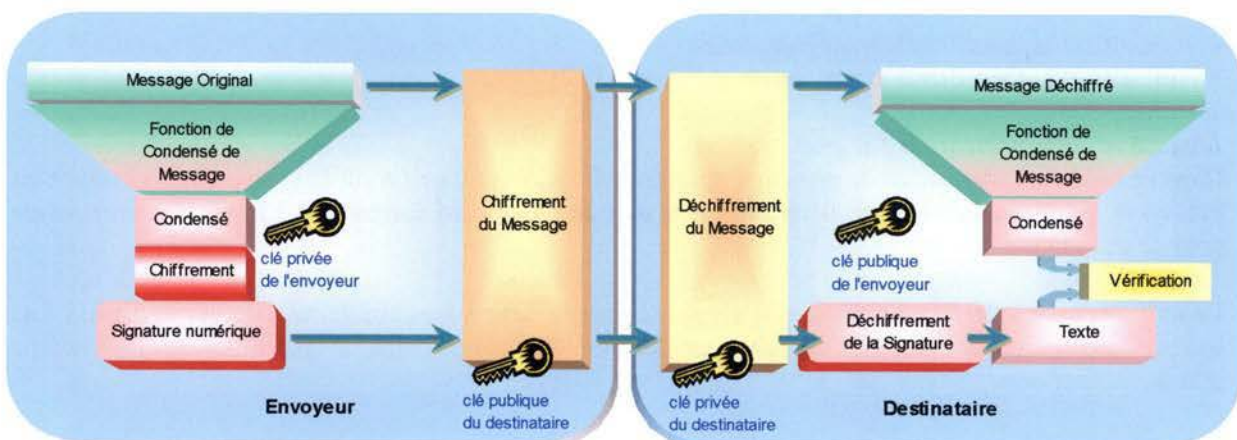 Message Original
Fonction de
Condensé de
Message
Condensé
Chiffrement
clé privée
de l'envoyeur
Signature numérique
Chiffrement
du Message
clé publique
du destinataire
Envoyeur
Déchiffrement
du Message
clé privée
du destinataire
Message Déchiffré
Fonction de
Condensé de
Message
Condensé
clé publique
de l'envoyeur
Vérification
Déchiffrement
de la Signature
Texte
Destinataire